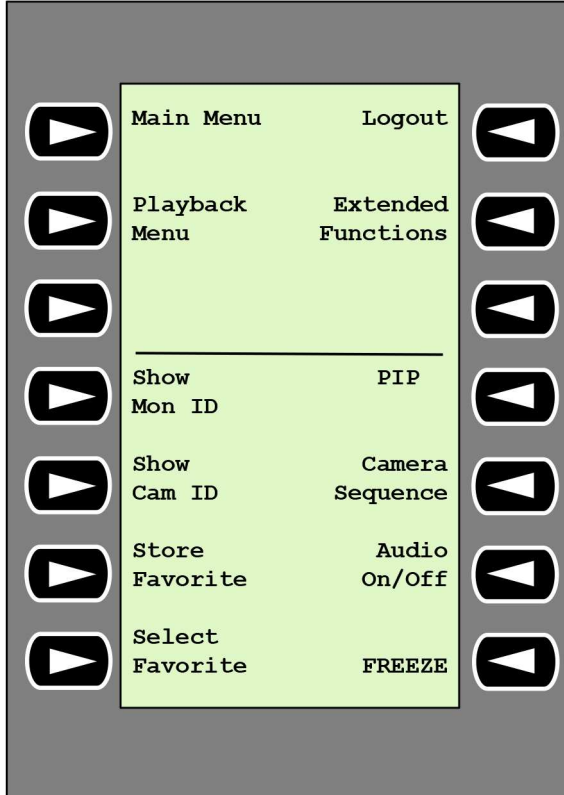 Main Menu Logout
Playback Extended
Menu Functions
Show PIP
Mon ID
Show Camera
Cam ID Sequence
Store Audio
Favorite On/Off
Select
Favorite FREEZE